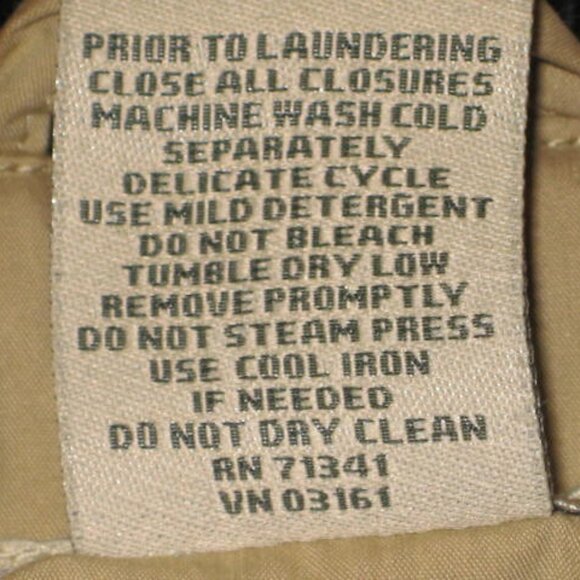 PRIOR TO LAUNDERING
CLOSE ALL CLOSURES
MACHINE WASH COLD
SEPARATELY
DELICATE CYCLE
USE MILD DETERGENT
DO NOT BLEACH
TUMBLE DRY LOW
REMOVE PROMPTLY
DO NOT STEAM PRESS
USE COOL IRON
IF NEEDED
DO NOT DRY CLEAN
RN 71341
VN 03161